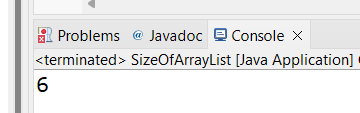 Problems @ Javadoc Console
<terminated> SizeOfArrayList [Java Application]
6